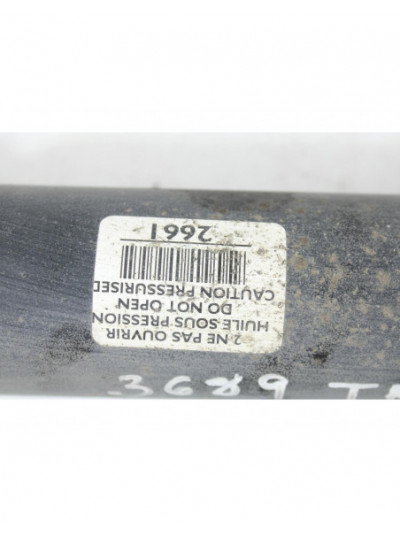 2 NE PAS OUVRIR
HUILE SOUS PRESSION
DO NOT OPEN
CAUTION PRESSURISED
1992
3689